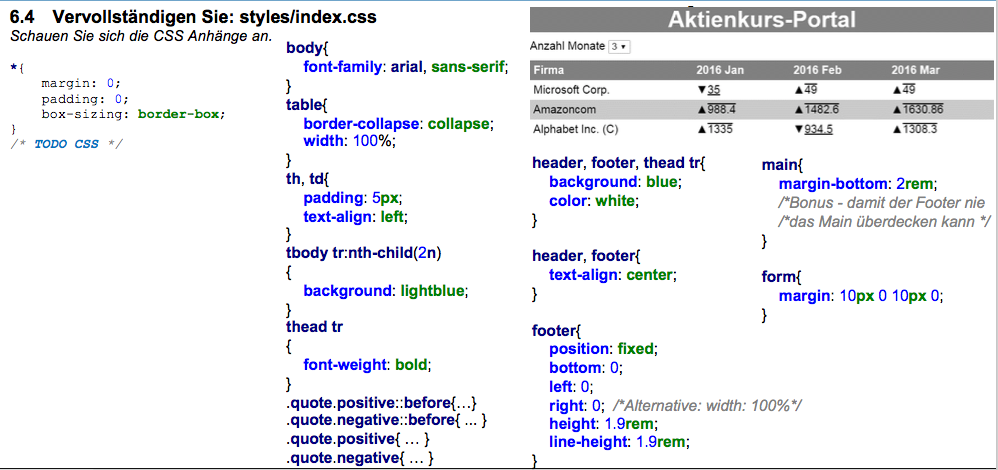 6.4 Vervollständigen Sie: styles/index.css
Schauen Sie sich die CSS Anhänge an.
*{
margin: 0;
padding: 0;
box-sizing: border-box;
}
/* TODO CSS */
body{
font-family: arial, sans-serif;
}
table{
border-collapse: collapse;
width: 100%;
}
th, td{
padding: 5px;
text-align: left;
}
tbody tr:nth-child(2n)
{
background: lightblue;
}
thead tr
{
font-weight: bold;
}
.quote.positive::before{…}
.quote.negative::before{ ... }
.quote.positive{ … }
.quote.negative{ … }
Aktienkurs-Portal
Anzahl Monate 3 ▼
Firma 2016 Jan 2016 Feb 2016 Mar
Microsoft Corp. ▼35 ▲49 ▲49
Amazoncom ▲988.4 ▲1482.6 ▲1630.86
Alphabet Inc. (C) ▲1335 ▼934.5 ▲1308.3
header, footer, thead tr{
background: blue;
color: white;
}
header, footer{
text-align: center;
}
footer{
position: fixed;
bottom: 0;
left: 0;
right: 0; /*Alternative: width: 100%*/
height: 1.9rem;
line-height: 1.9rem;
}
main{
margin-bottom: 2rem;
/*Bonus - damit der Footer nie
/*das Main überdecken kann */
}
form{
margin: 10px 0 10px 0;
}